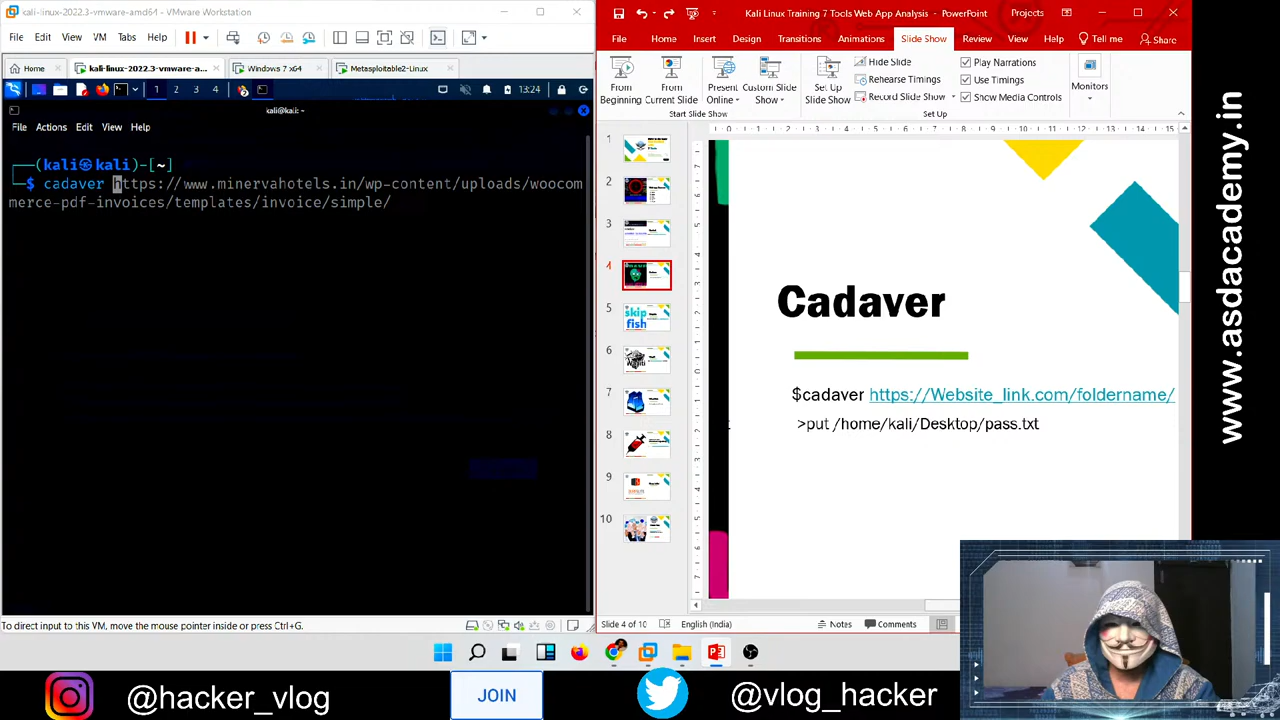 kali-linux-2022.3-vmware-amd64 - VMware Workstation
File Edit View VM Tabs Help
Home
kali-linux-2022.3-vmware-a...
Windows 7 x64
Metasploitable2-Linux
1 2 3 4
13:24
kali@kali: ~
File Actions Edit View Help
(kali㉿kali)-[~]
$ cadaver https://www.minervahotels.in/wp-content/uploads/woocom
merce-pdf-invoices/templates/invoice/simple/
To direct input to this VM, move the mouse pointer inside or press Ctrl+G.
Kali Linux Training 7 Tools Web App Analysis - PowerPoint
Projects
File Home Insert Design Transitions Animations Slide Show Review View Help Tell me Share
From Beginning
From Current Slide
Present Online
Custom Slide Show
Start Slide Show
Set Up Slide Show
Hide Slide
Rehearse Timings
Record Slide Show
Play Narrations
Use Timings
Show Media Controls
Set Up
Monitors
1
2
3
4
5
skip
fish
6
7
8
9
10
Cadaver
$cadaver https://Website_link.com/foldername/
>put /home/kali/Desktop/pass.txt
Slide 4 of 10
English (India)
Notes
Comments
www.asdacademy.in
@hacker_vlog
JOIN
@vlog_hacker